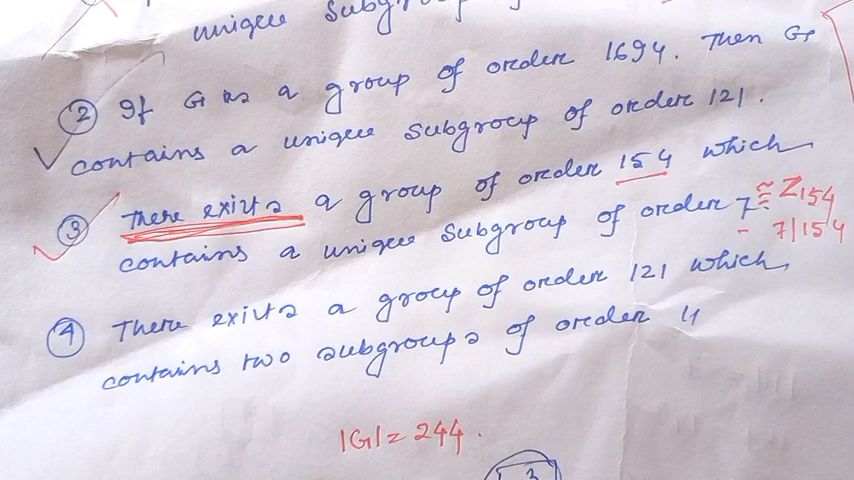 unique subgroup
② If G is a group of order 1694. Then G
contains a unique subgroup of order 121.
③ There exists a group of order 154 which
contains a unique subgroup of order 7. ≅ Z154
- 7|154
④ There exists a group of order 121 which
contains two subgroups of order 11
|G| = 244.